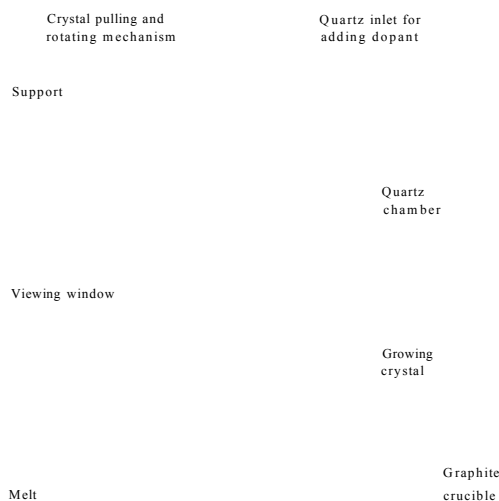 Crystal pulling and
rotating mechanism
Quartz inlet for
adding dopant
Support
Quartz
chamber
Viewing window
Growing
crystal
Graphite
crucible
Melt